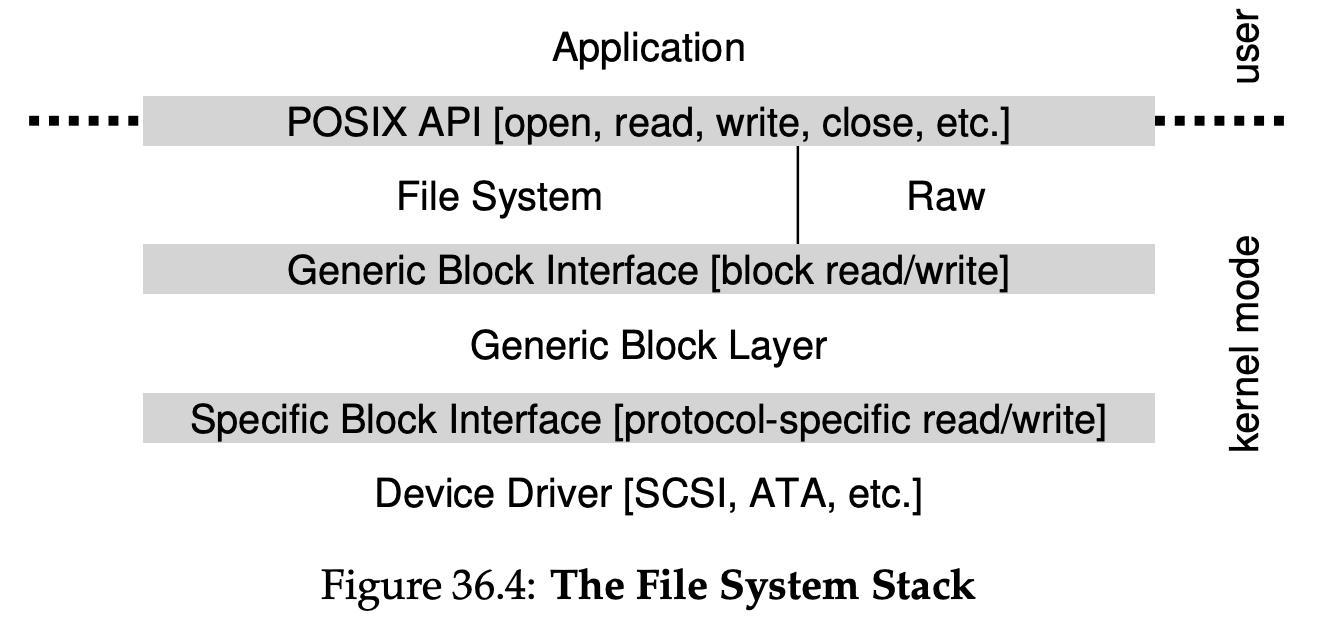 Application
user
POSIX API [open, read, write, close, etc.]
File System
Raw
Generic Block Interface [block read/write]
Generic Block Layer
kernel mode
Specific Block Interface [protocol-specific read/write]
Device Driver [SCSI, ATA, etc.]
Figure 36.4: The File System Stack